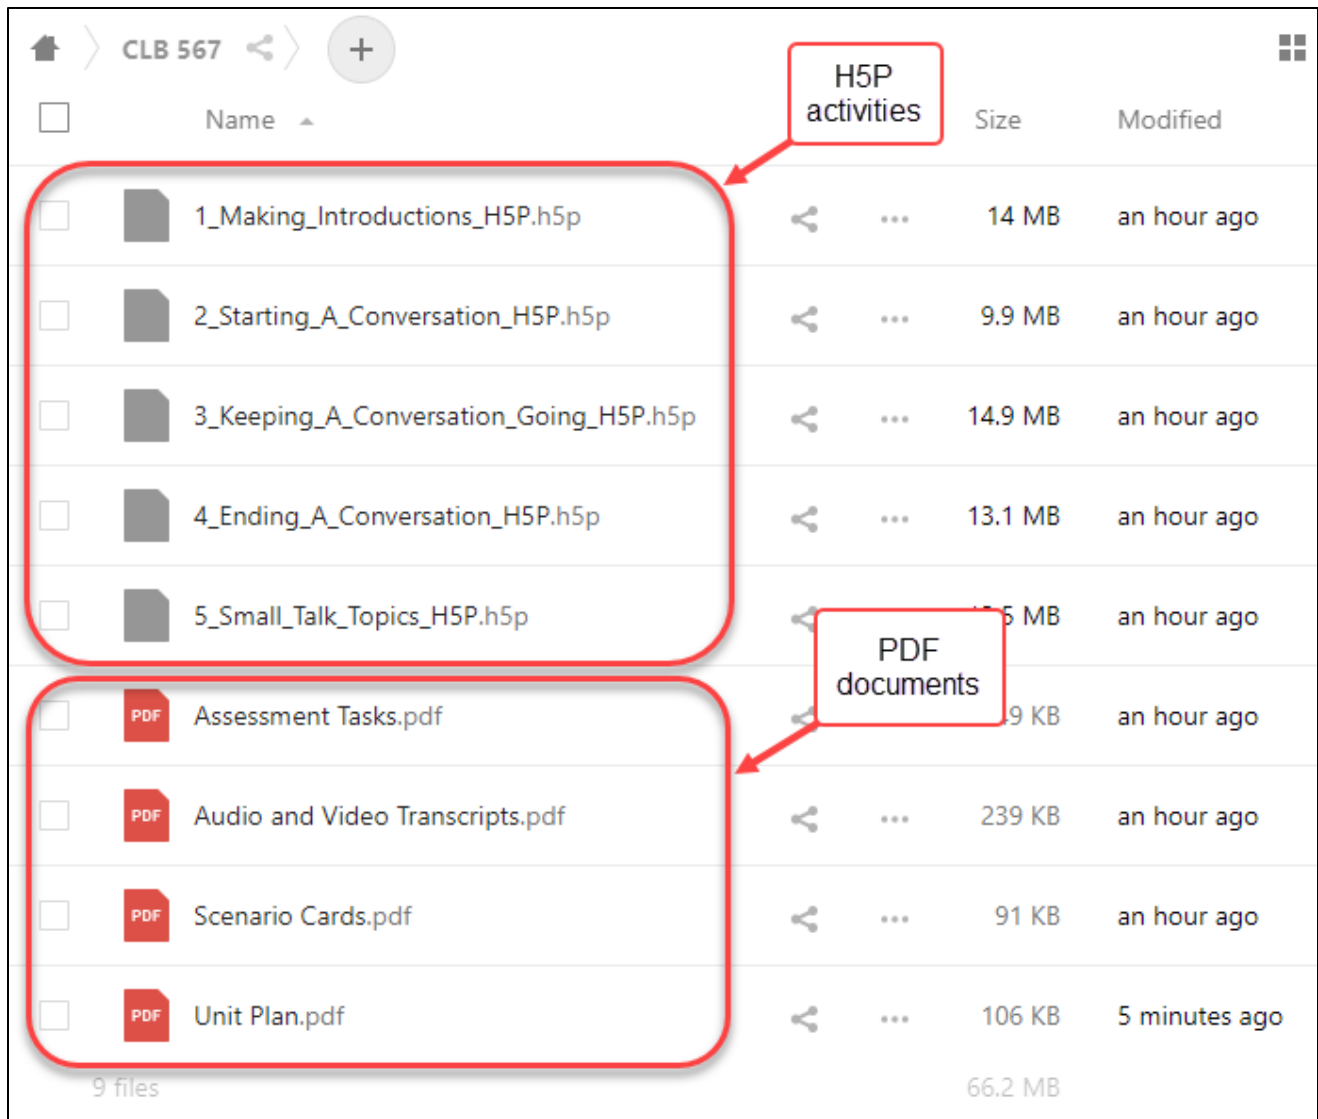 CLB 567 +
H5P
activities
Name Size Modified
1_Making_Introductions_H5P.h5p 14 MB an hour ago
2_Starting_A_Conversation_H5P.h5p 9.9 MB an hour ago
3_Keeping_A_Conversation_Going_H5P.h5p 14.9 MB an hour ago
4_Ending_A_Conversation_H5P.h5p 13.1 MB an hour ago
5_Small_Talk_Topics_H5P.h5p MB an hour ago
PDF
documents
PDF Assessment Tasks.pdf KB an hour ago
PDF Audio and Video Transcripts.pdf 239 KB an hour ago
PDF Scenario Cards.pdf 91 KB an hour ago
PDF Unit Plan.pdf 106 KB 5 minutes ago
9 files 66.2 MB